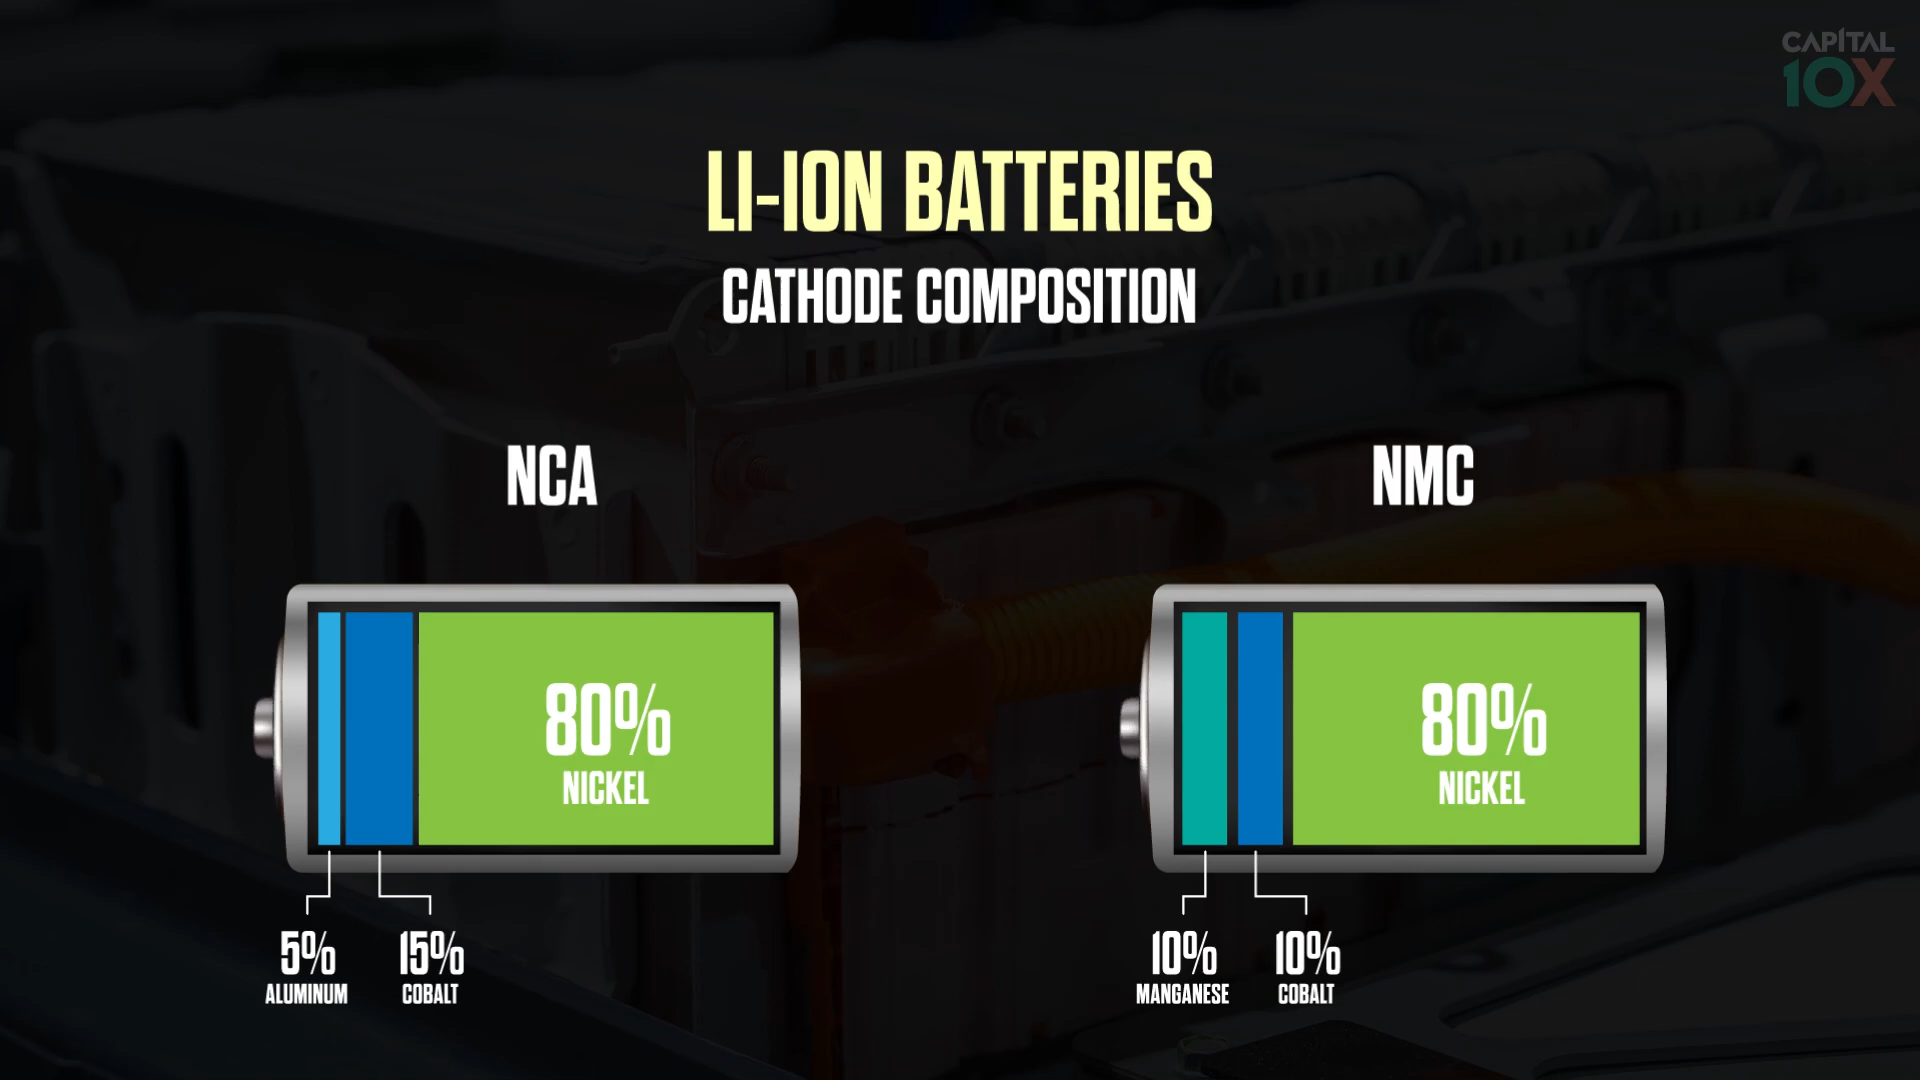 CAPITAL
10X
LI-ION BATTERIES
CATHODE COMPOSITION
NCA
80%
NICKEL
5%
ALUMINUM
15%
COBALT
NMC
80%
NICKEL
10%
MANGANESE
10%
COBALT